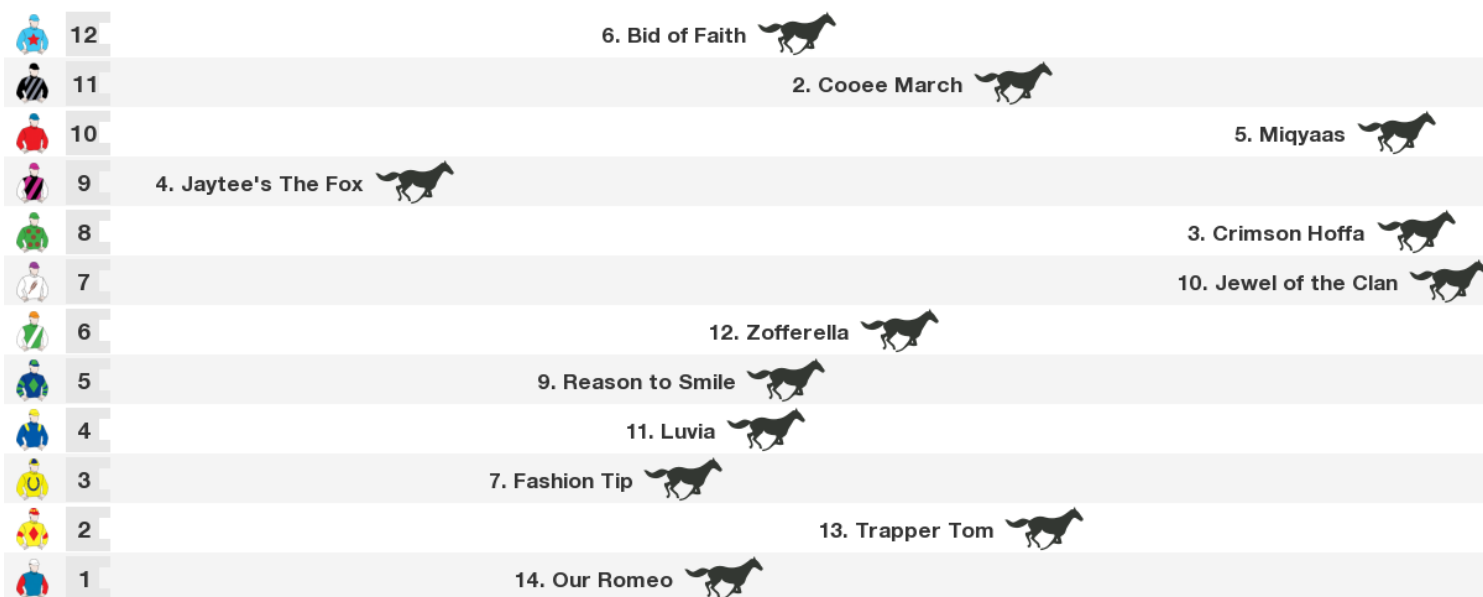 12 6. Bid of Faith
11 2. Cooee March
10 5. Miqyaas
9 4. Jaytee's The Fox
8 3. Crimson Hoffa
7 10. Jewel of the Clan
6 12. Zofferella
5 9. Reason to Smile
4 11. Luvia
3 7. Fashion Tip
2 13. Trapper Tom
1 14. Our Romeo